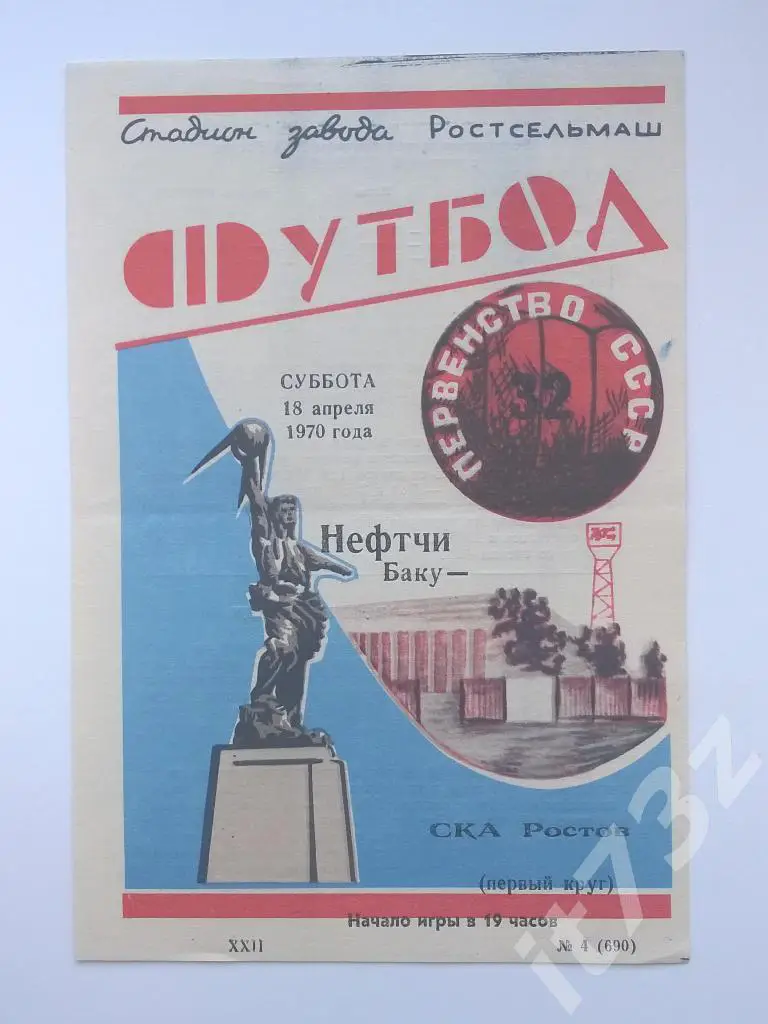 Стадион завода Ростсельмаш
ФУТБОЛ
ПЕРВЕНСТВО СССР
32
СУББОТА
18 апреля
1970 года
Нефтчи
Баку —
СКА Ростов
(первый круг)
Начало игры в 19 часов
XXII
№ 4 (690)
it73z